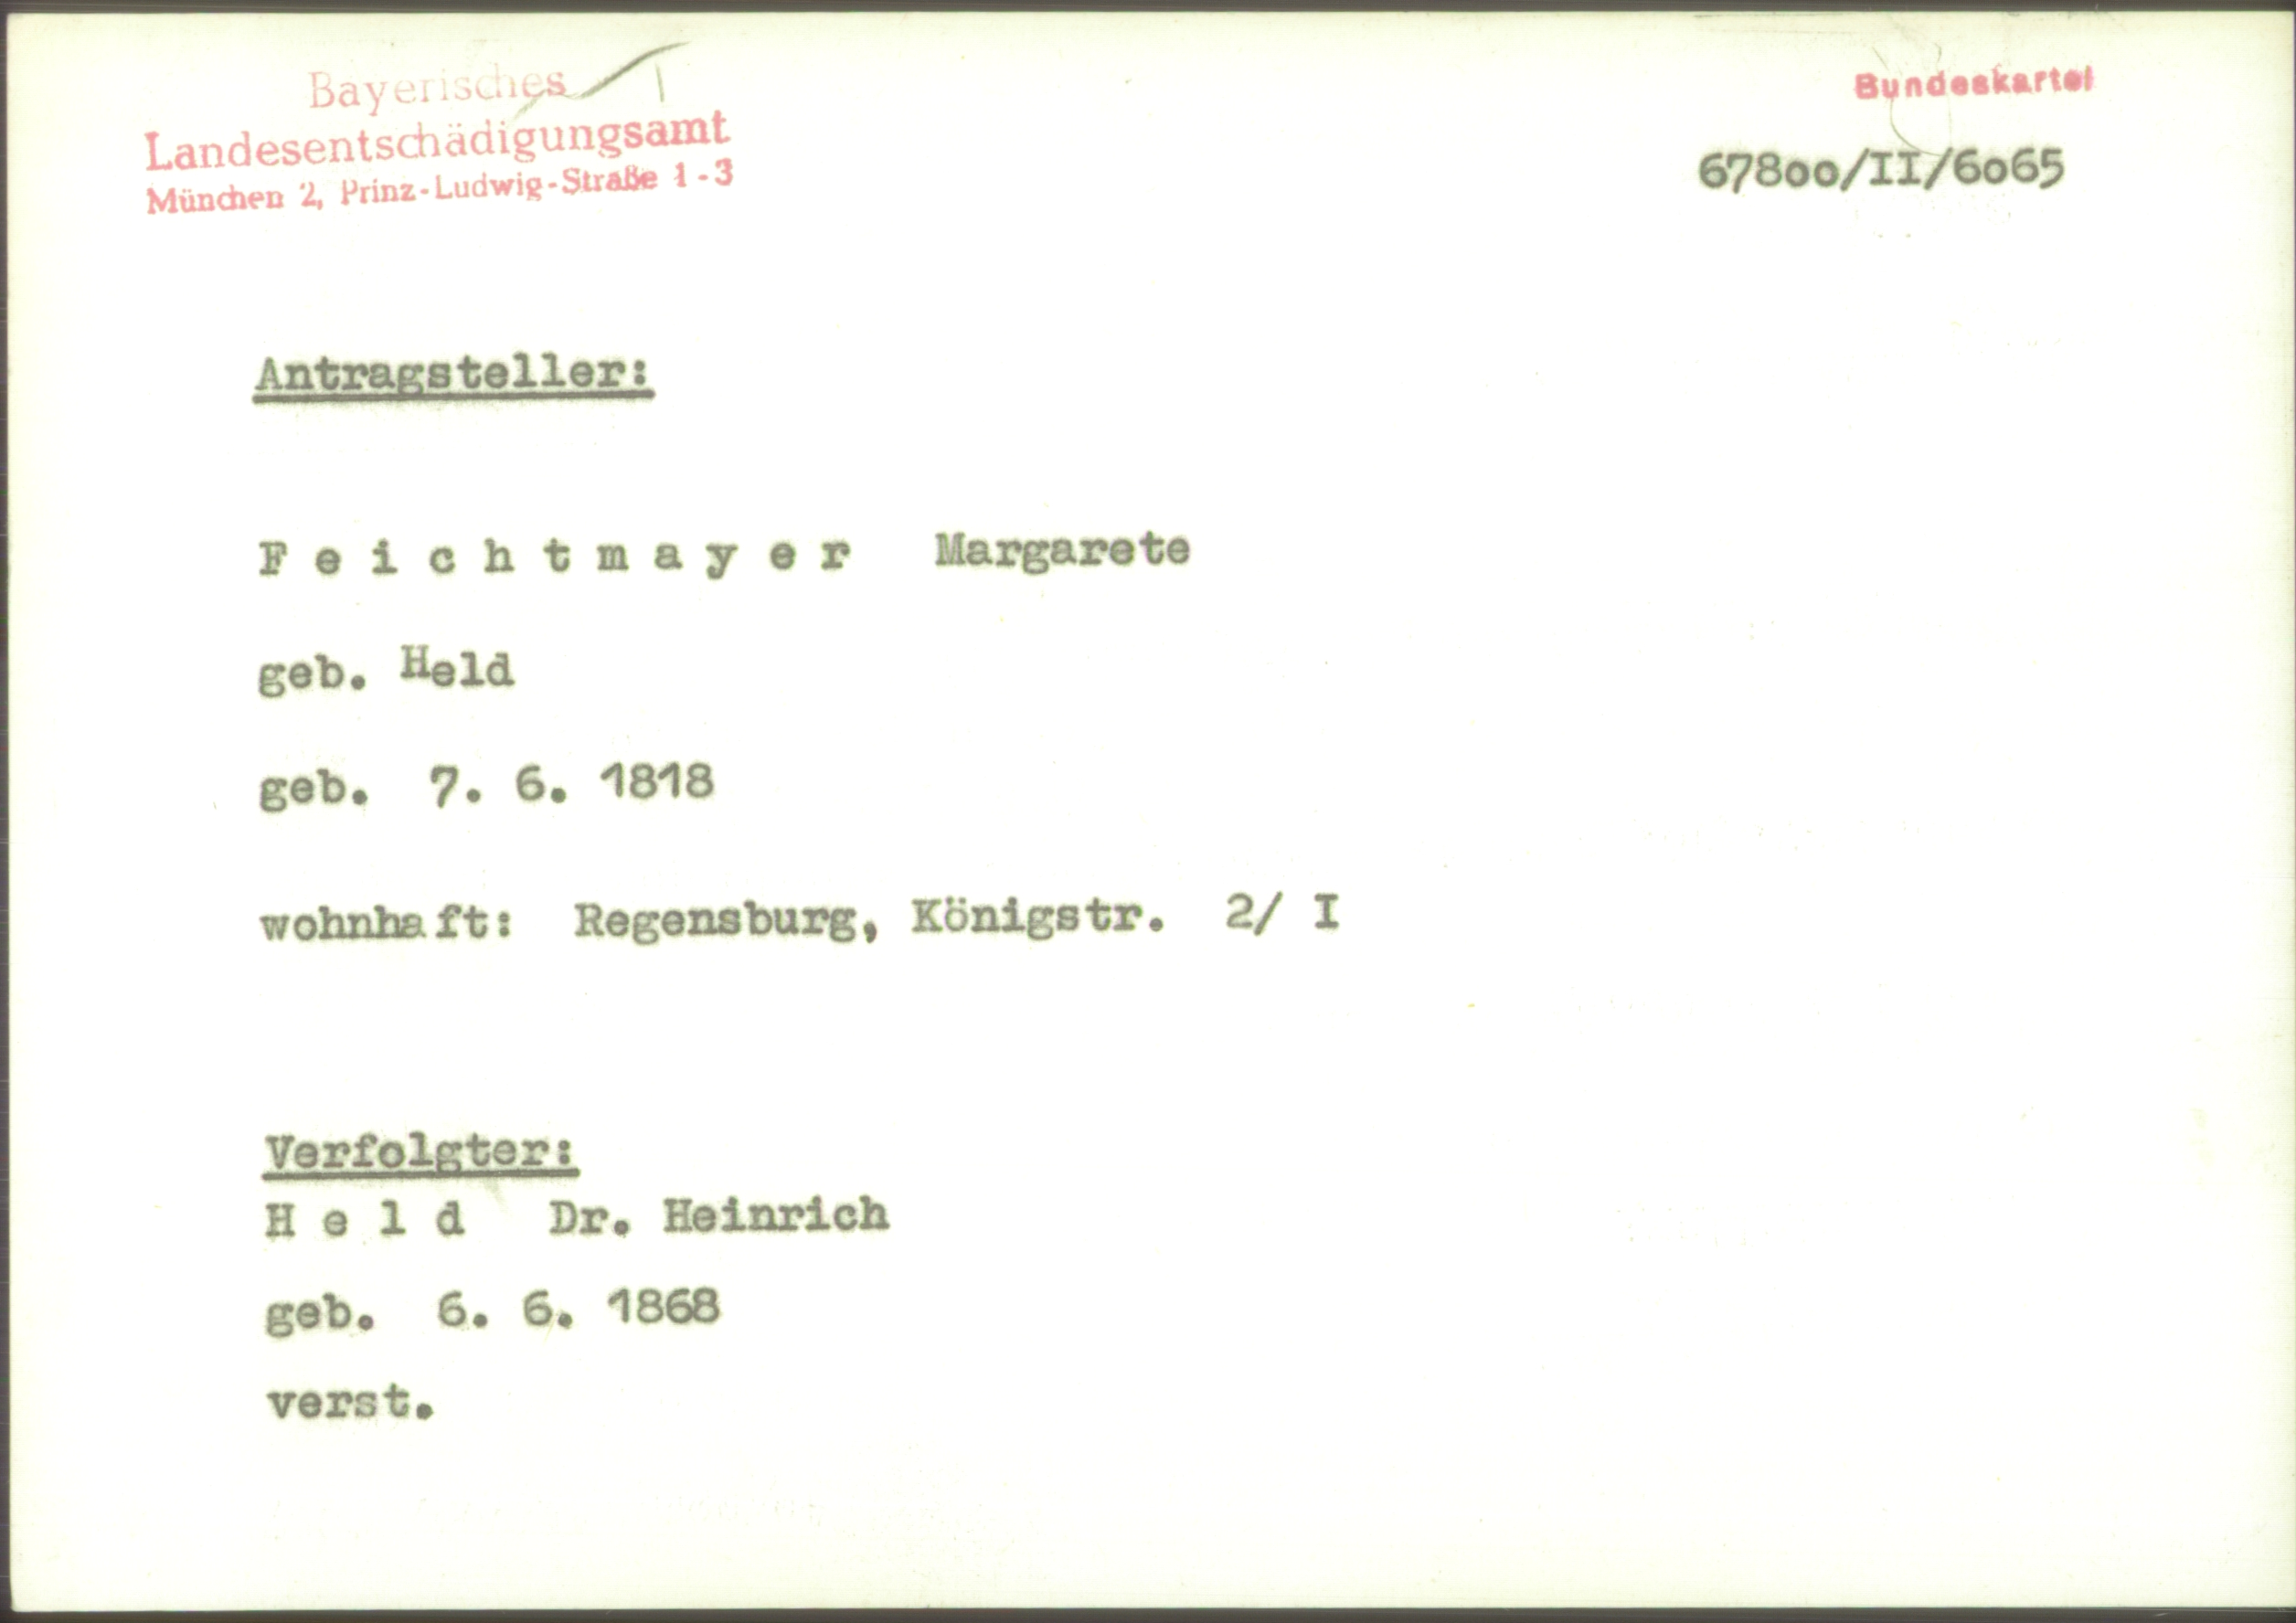 Bayerisches
Landesentschädigungsamt
München 2, Prinz-Ludwig-Straße 1-3
Bundeskartei
67800/II/6065
Antragsteller:
F e i c h t m a y e r Margarete
geb. Held
geb. 7. 6. 1818
wohnhaft: Regensburg, Königstr. 2/ I
Verfolgter:
H e l d Dr. Heinrich
geb. 6. 6. 1868
verst.